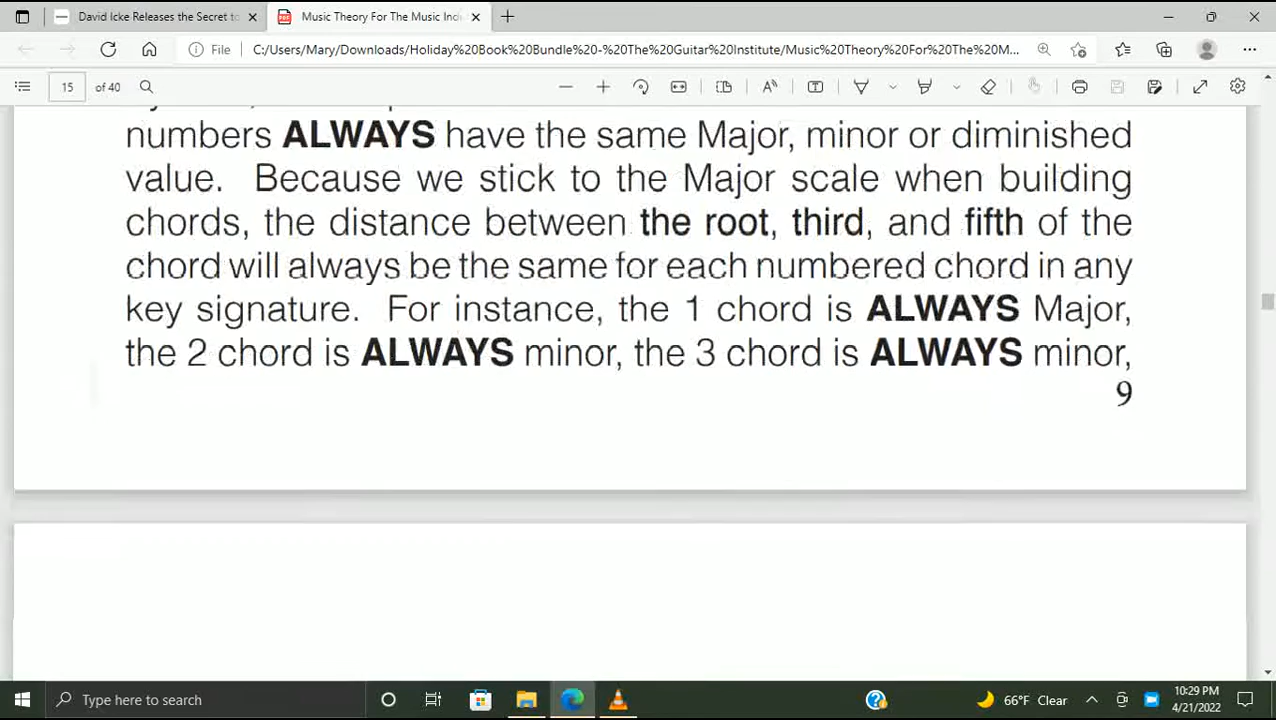 David Icke Releases the Secret to
Music Theory For The Music Ind
File
C:/Users/Mary/Downloads/Holiday%20Book%20Bundle%20-%20The%20Guitar%20Institute/Music%20Theory%20For%20The%20M...
15 of 40
numbers ALWAYS have the same Major, minor or diminished
value. Because we stick to the Major scale when building
chords, the distance between the root, third, and fifth of the
chord will always be the same for each numbered chord in any
key signature. For instance, the 1 chord is ALWAYS Major,
the 2 chord is ALWAYS minor, the 3 chord is ALWAYS minor,
9
Type here to search
66°F Clear
10:29 PM
4/21/2022